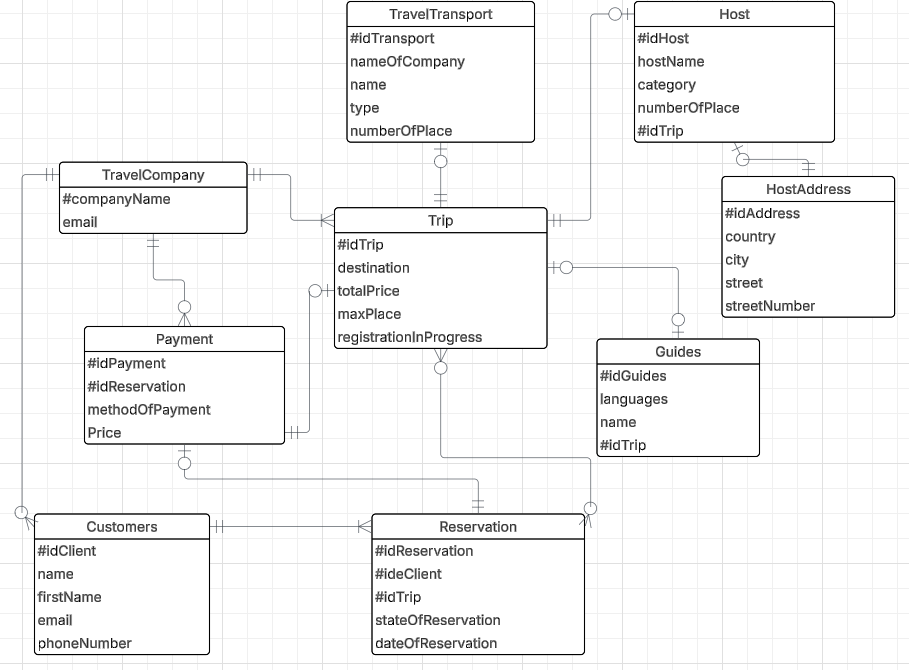 TravelTransport
#idTransport
nameOfCompany
name
type
numberOfPlace
Host
#idHost
hostName
category
numberOfPlace
#idTrip
TravelCompany
#companyName
email
HostAddress
#idAddress
country
city
street
streetNumber
Trip
#idTrip
destination
totalPrice
maxPlace
registrationInProgress
Payment
#idPayment
#idReservation
methodOfPayment
Price
Guides
#idGuides
languages
name
#idTrip
Customers
#idClient
name
firstName
email
phoneNumber
Reservation
#idReservation
#ideClient
#idTrip
stateOfReservation
dateOfReservation